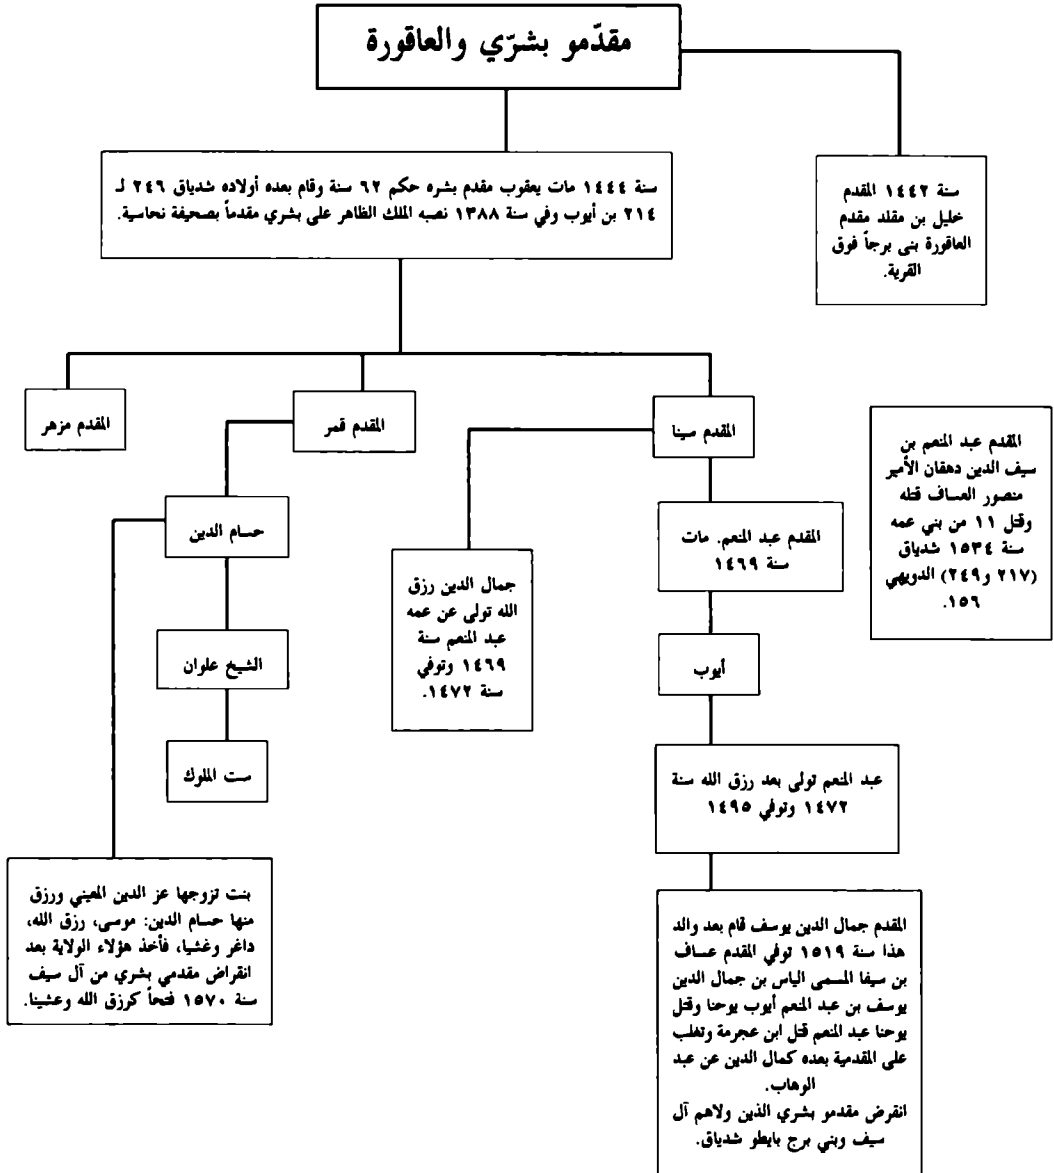 مقدّمو بشرّي والعاقورة
سنة ١٤٤٤ مات يعقوب مقدم بشره حكم ٦٢ سنة وقام بعده أولاده شدياق ٢٤٦ لـ
٢١٤ بن أيوب وفي سنة ١٣٨٨ نصبه الملك الظاهر على بشري مقدماً بصحيفة نحاسية.
سنة ١٤٤٢ المقدم
خليل بن مقلد مقدم
العاقورة بنى برجاً فوق
القرية.
المقدم سينا
المقدم قمر
المقدم مزهر
المقدم عبد المنعم بن
سيف الدين دهقان الأمير
منصور العساف قتله
وقتل ١١ من بني عمه
سنة ١٥٣٤ شدياق
(٢١٧ و٢٤٩) الدويهي
١٥٦.
المقدم عبد المنعم. مات
سنة ١٤٦٩
جمال الدين رزق
الله تولى عن عمه
عبد المنعم سنة
١٤٦٩ وتوفي
سنة ١٤٧٢.
حسام الدين
أيوب
الشيخ علوان
عبد المنعم تولى بعد رزق الله سنة
١٤٧٢ وتوفي ١٤٩٥
ست الملوك
المقدم جمال الدين يوسف قام بعد والد
هذا سنة ١٥١٩ توفي المقدم عساف
بن سيفا المسمى الياس بن جمال الدين
يوسف بن عبد المنعم أيوب يوحنا وقتل
يوحنا عبد المنعم قتل ابن عجرمة وتغلب
على المقدمية بعده كمال الدين عن عبد
الوهاب.
انقرض مقدمو بشري الذين ولاهم آل
سيف وبني برج بايطو شدياق.
بنت تزوجها عز الدين المعيني ورزق
منها حسام الدين: موسى، رزق الله،
داغر وغشيا، فأخذ هؤلاء الولاية بعد
انقراض مقدمي بشري من آل سيف
سنة ١٥٧٠ فتحاً كرزق الله وعشينا.